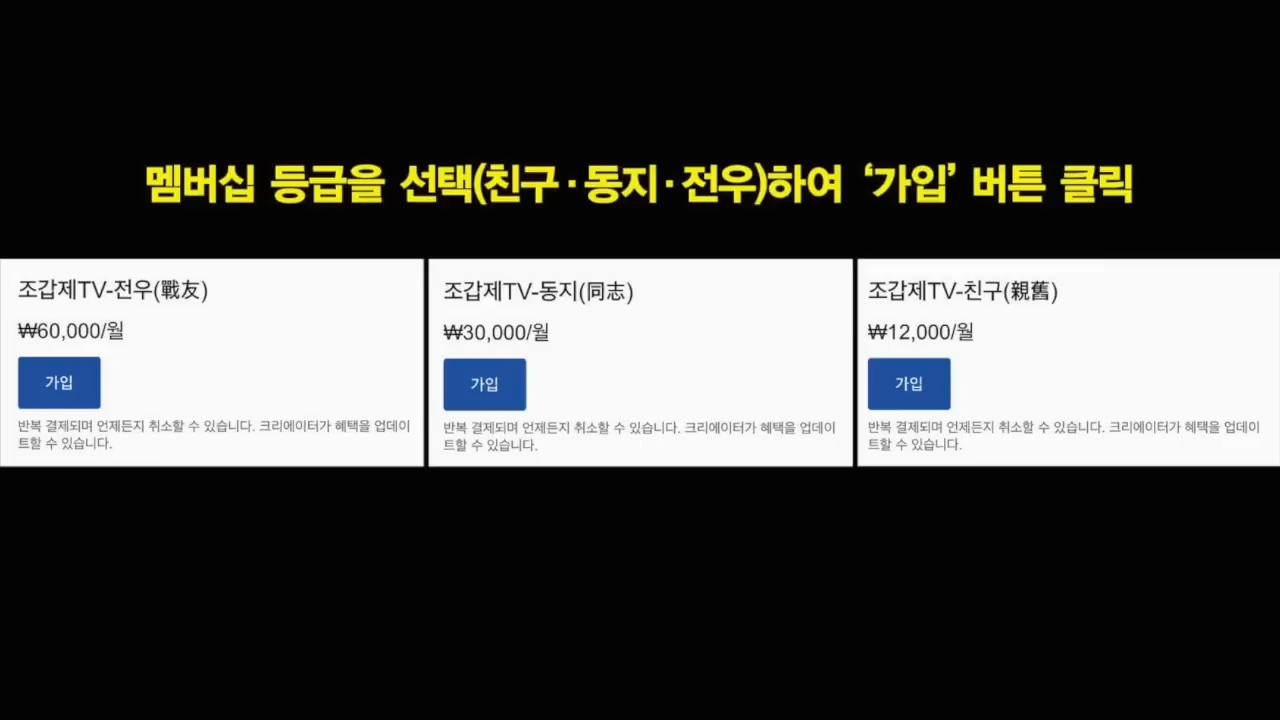 멤버십 등급을 선택(친구·동지·전우)하여 ‘가입’ 버튼 클릭
조갑제TV-전우(戰友)
₩60,000/월
가입
반복 결제되며 언제든지 취소할 수 있습니다. 크리에이터가 혜택을 업데이
트할 수 있습니다.
조갑제TV-동지(同志)
₩30,000/월
가입
반복 결제되며 언제든지 취소할 수 있습니다. 크리에이터가 혜택을 업데이
트할 수 있습니다.
조갑제TV-친구(親舊)
₩12,000/월
가입
반복 결제되며 언제든지 취소할 수 있습니다. 크리에이터가 혜택을 업데이
트할 수 있습니다.